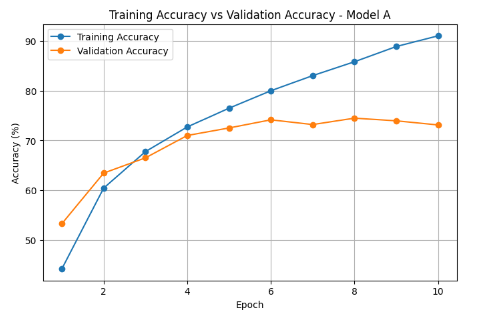 Training Accuracy vs Validation Accuracy - Model A
Training Accuracy
Validation Accuracy
Accuracy (%)
90
80
70
60
50
2 4 6 8 10
Epoch